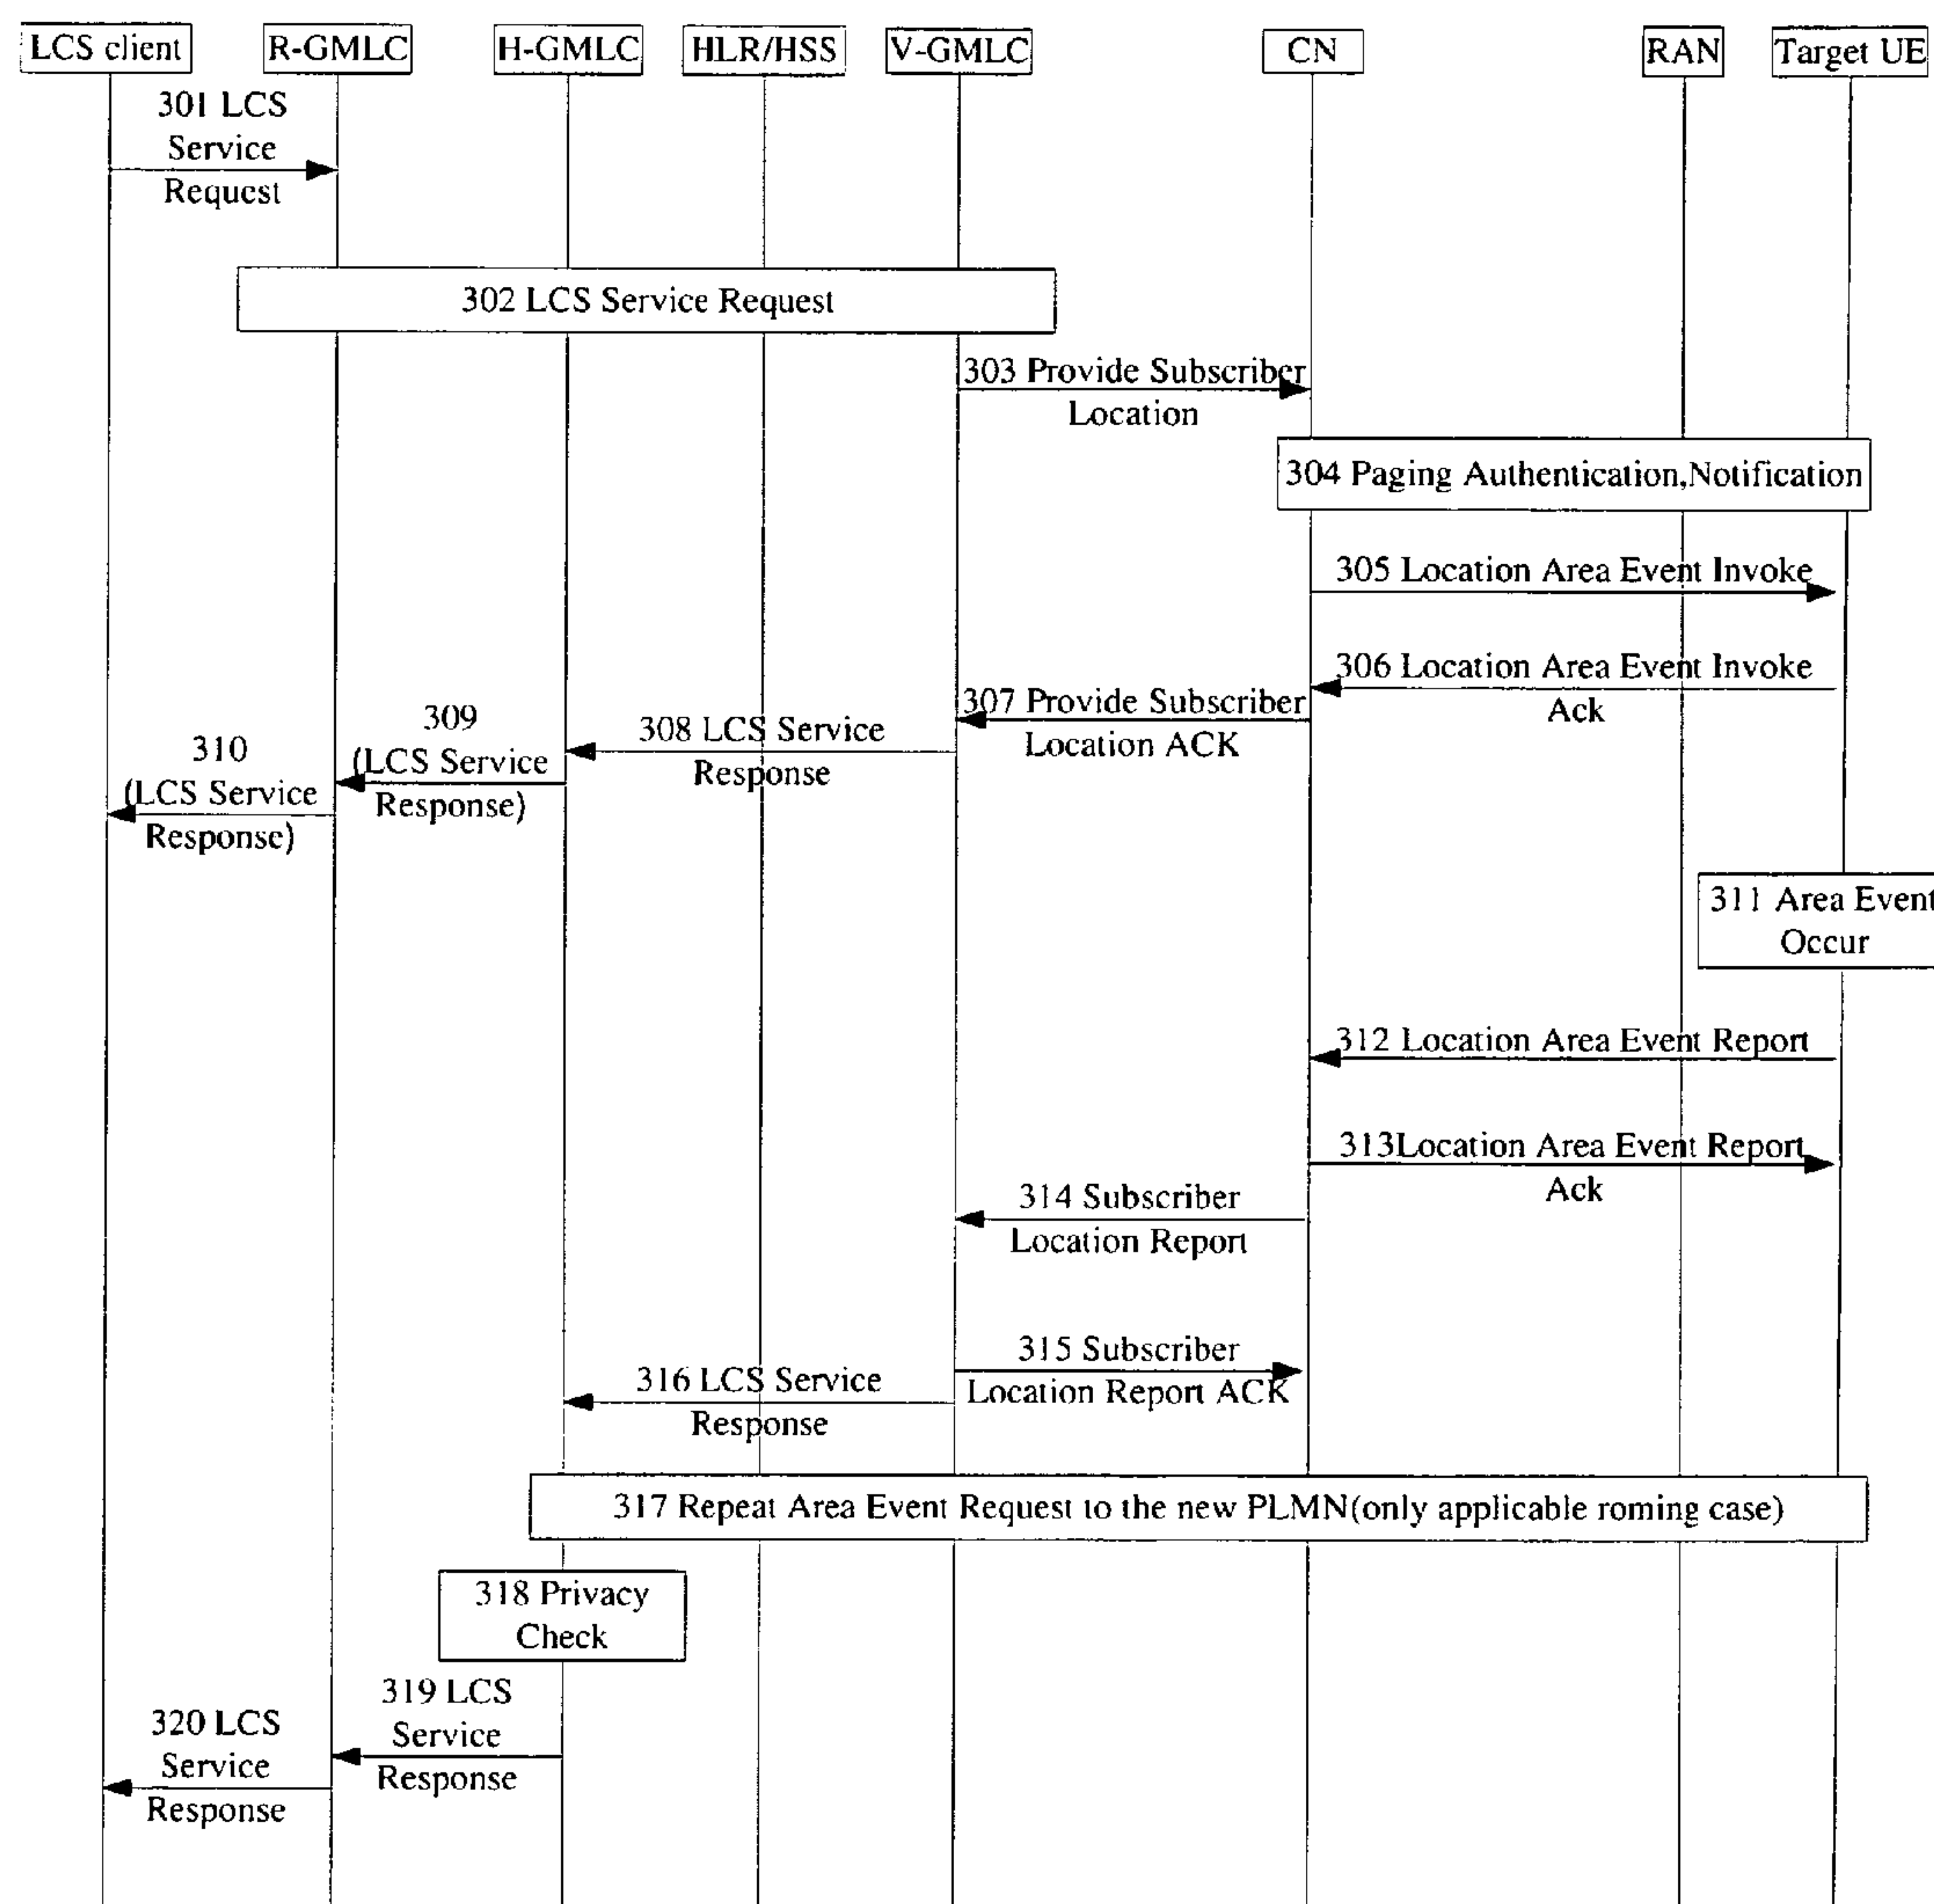 LCS client
R-GMLC
H-GMLC
HLR/HSS
V-GMLC
CN
RAN
Target UE
301 LCS
Service
Request
302 LCS Service Request
303 Provide Subscriber
Location
304 Paging Authentication,Notification
305 Location Area Event Invoke
306 Location Area Event Invoke
Ack
307 Provide Subscriber
Location ACK
308 LCS Service
Response
309
(LCS Service
Response)
310
(LCS Service
Response)
311 Area Event
Occur
312 Location Area Event Report
313Location Area Event Report
Ack
314 Subscriber
Location Report
315 Subscriber
Location Report ACK
316 LCS Service
Response
317 Repeat Area Event Request to the new PLMN(only applicable roming case)
318 Privacy
Check
319 LCS
Service
Response
320 LCS
Service
Response